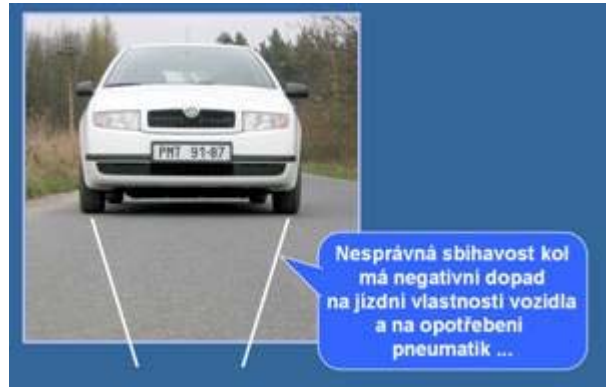 PMT 91-87
Nesprávná sbíhavost kol
má negativní dopad
na jízdní vlastnosti vozidla
a na opotřebení
pneumatik ...